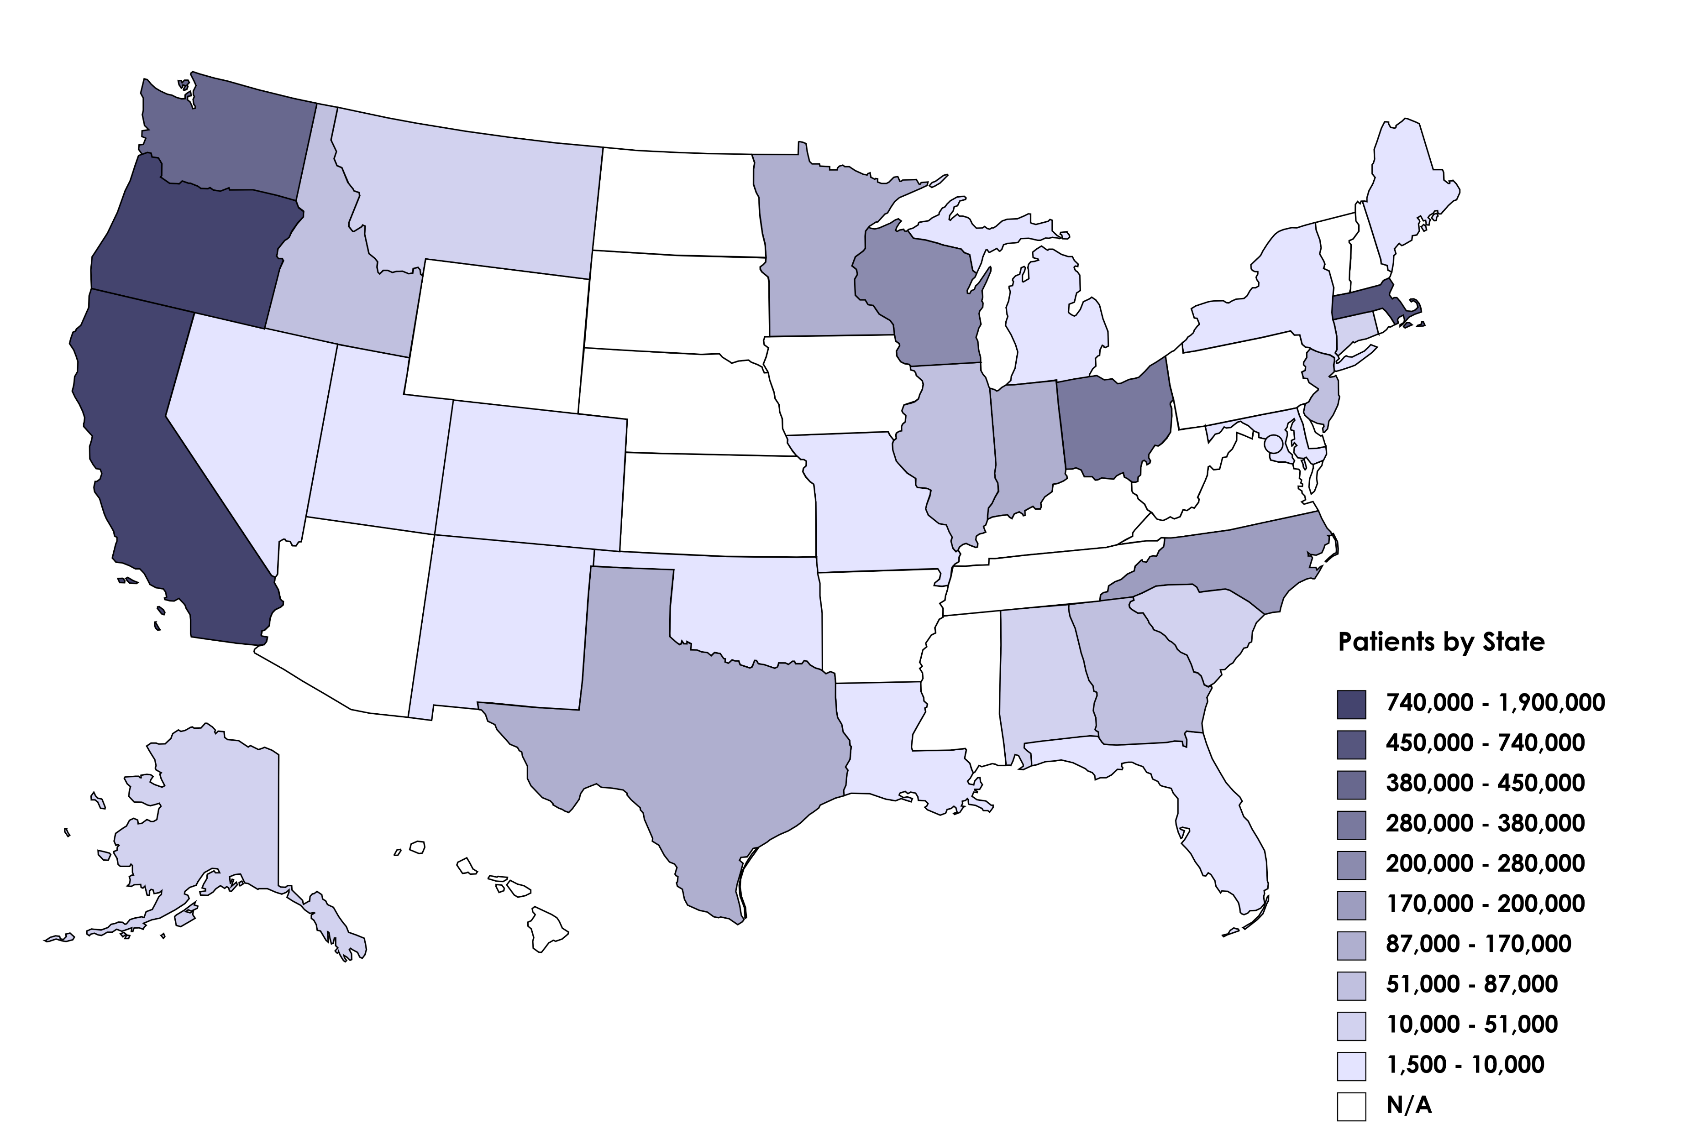 Patients by State
740,000 - 1,900,000
450,000 - 740,000
380,000 - 450,000
280,000 - 380,000
200,000 - 280,000
170,000 - 200,000
87,000 - 170,000
51,000 - 87,000
10,000 - 51,000
1,500 - 10,000
N/A